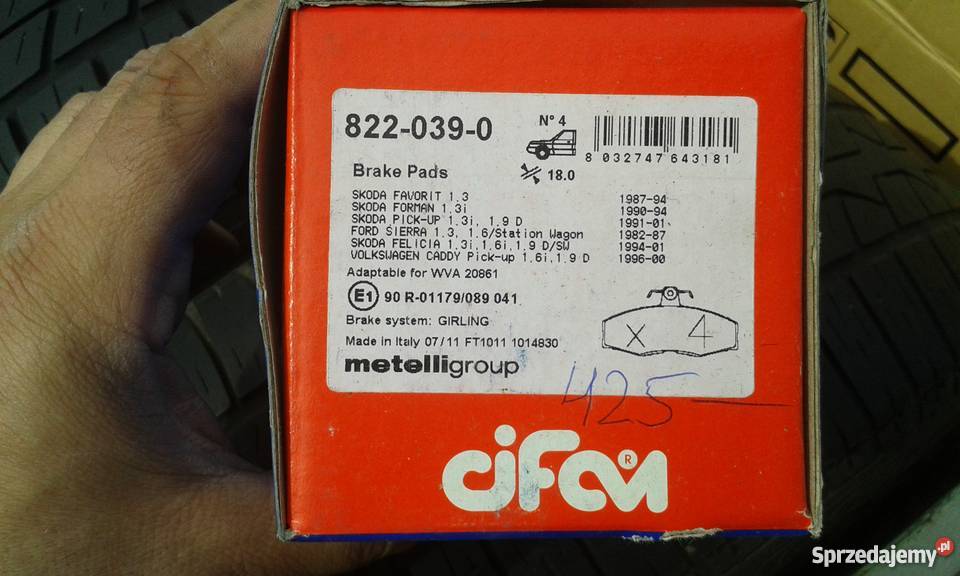 822-039-0
N° 4
8 032747 643181
18.0
Brake Pads
SKODA FAVORIT 1.3 1987-94
SKODA FORMAN 1.3i 1990-94
SKODA PICK-UP 1.3i, 1.9 D 1991-01
FORD SIERRA 1.3, 1.6/Station Wagon 1982-87
SKODA FELICIA 1.3i,1.6i,1.9 D/SW 1994-01
VOLKSWAGEN CADDY Pick-up 1.6i,1.9 D 1996-00
Adaptable for WVA 20861
E1 90 R-01179/089 041
Brake system: GIRLING
Made in Italy 07/11 FT1011 1014830
x 4
metelligroup
425
cifam ®
Sprzedajemy.pl